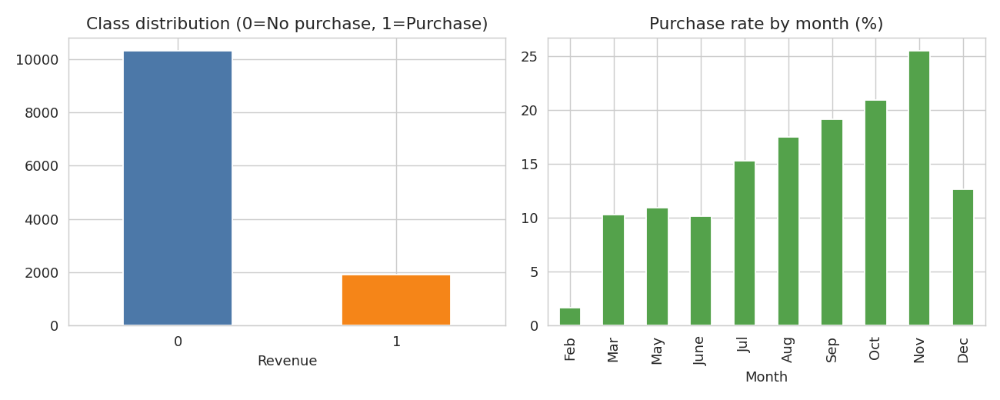 Class distribution (0=No purchase, 1=Purchase)
10000
8000
6000
4000
2000
0
0 1
Revenue
Purchase rate by month (%)
25
20
15
10
5
0
Feb Mar May June Jul Aug Sep Oct Nov Dec
Month